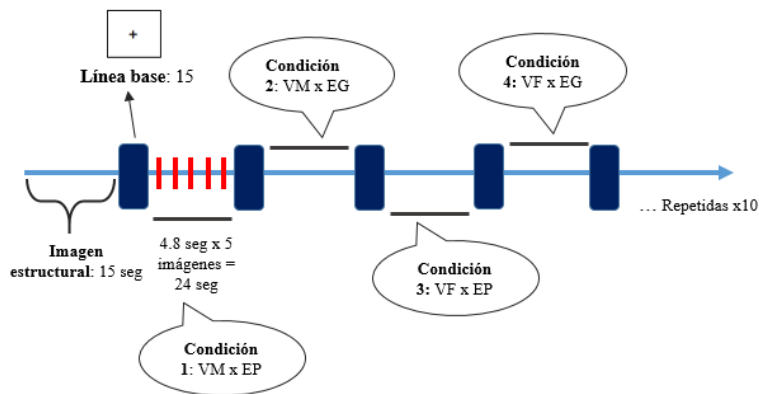 +
Línea base: 15
Condición
2: VM x EG
Condición
4: VF x EG
Imagen
estructural: 15 seg
4.8 seg x 5
imágenes =
24 seg
... Repetidas x10
Condición
3: VF x EP
Condición
1: VM x EP